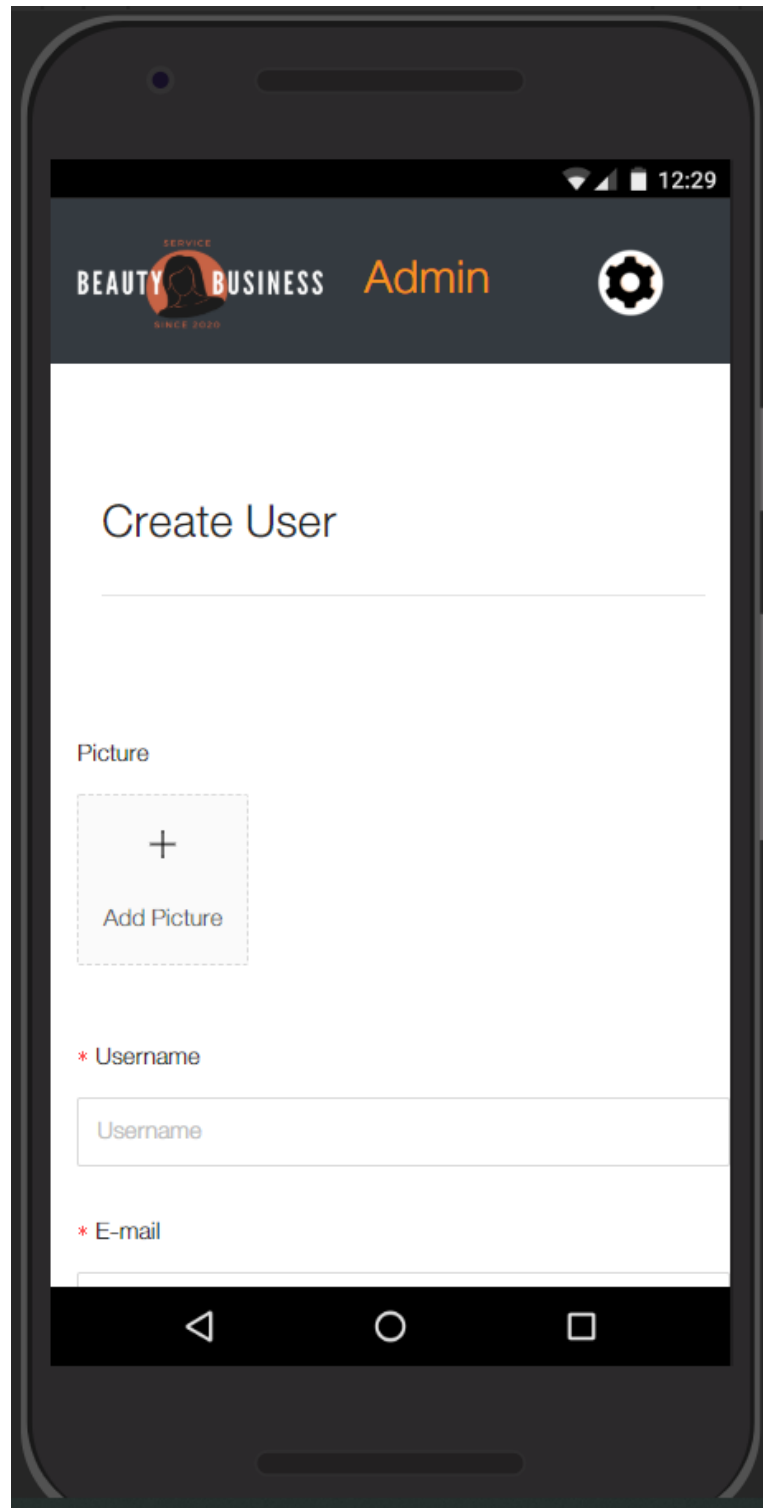 12:29
SERVICE
BEAUTY BUSINESS
SINCE 2020
Admin
Create User
Picture
+
Add Picture
* Username
Username
* E-mail